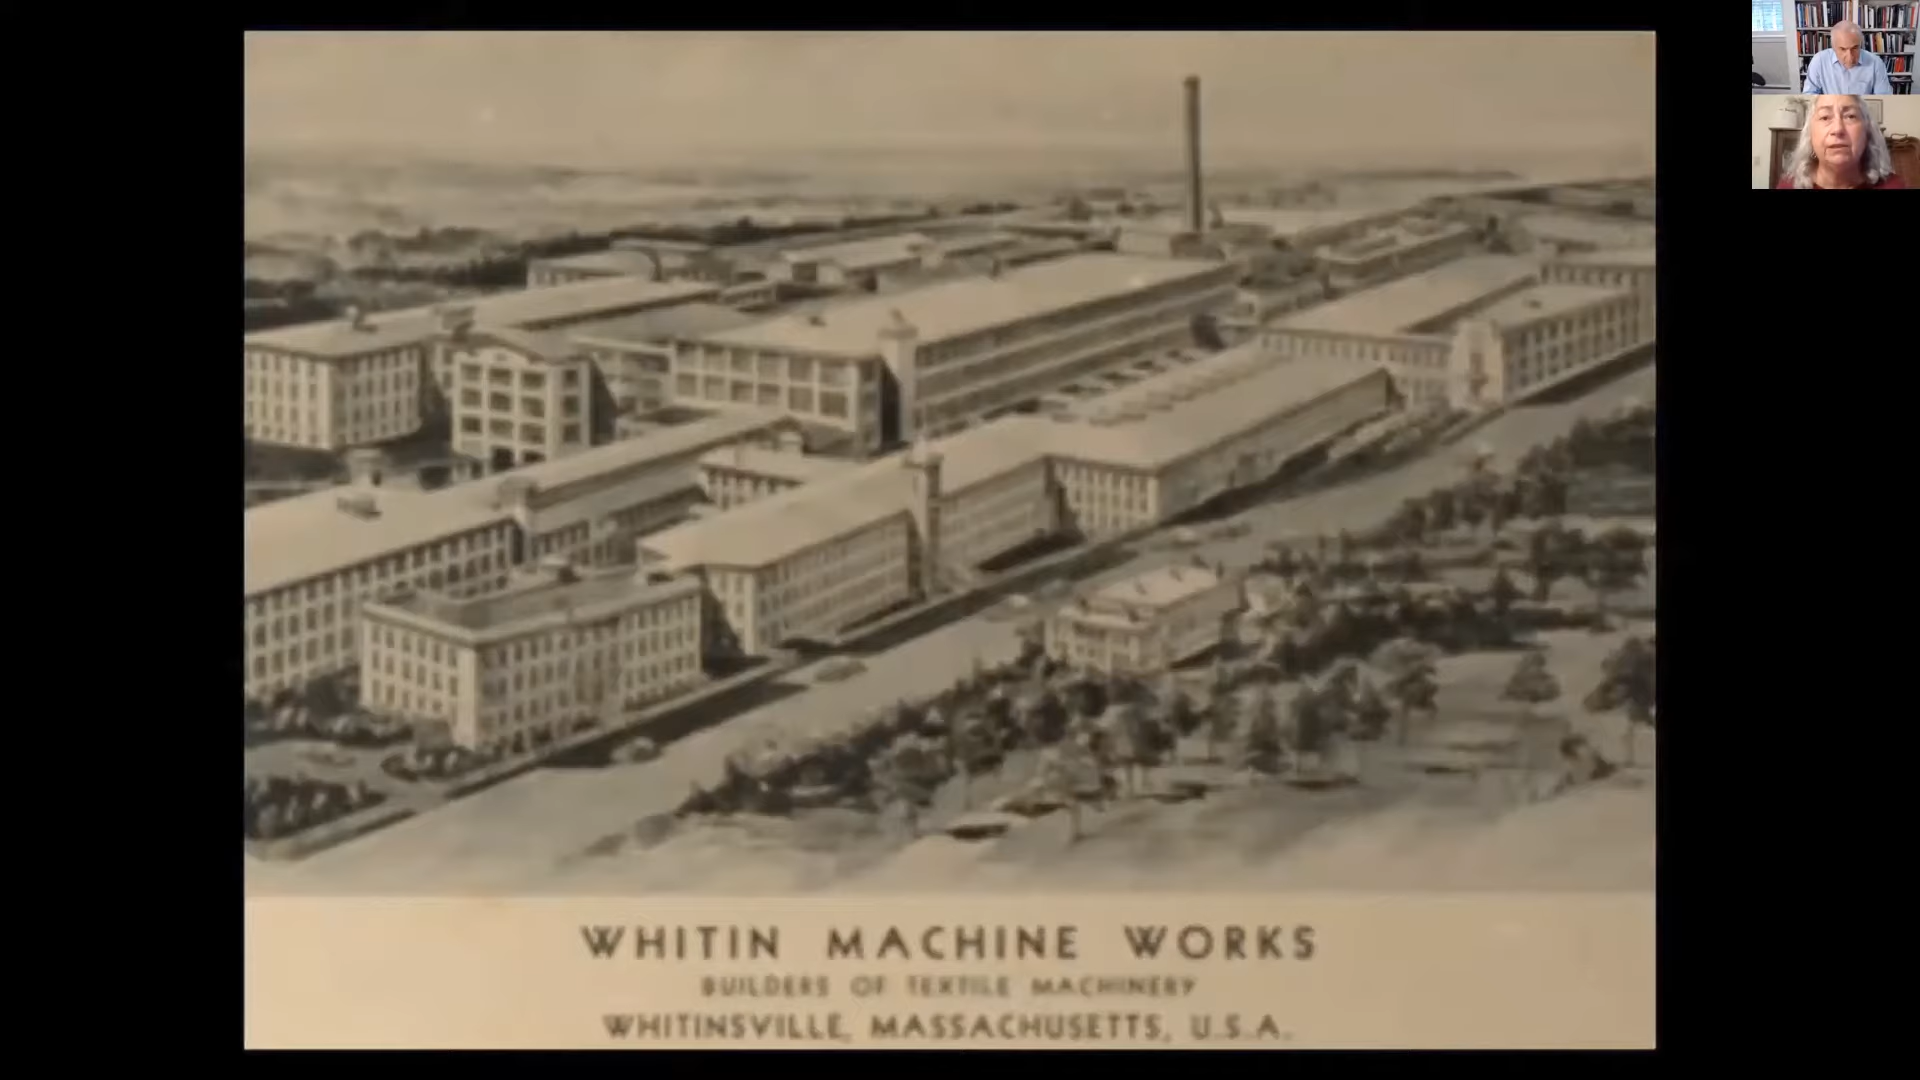 WHITIN MACHINE WORKS
BUILDERS OF TEXTILE MACHINERY
WHITINSVILLE, MASSACHUSETTS, U.S.A.